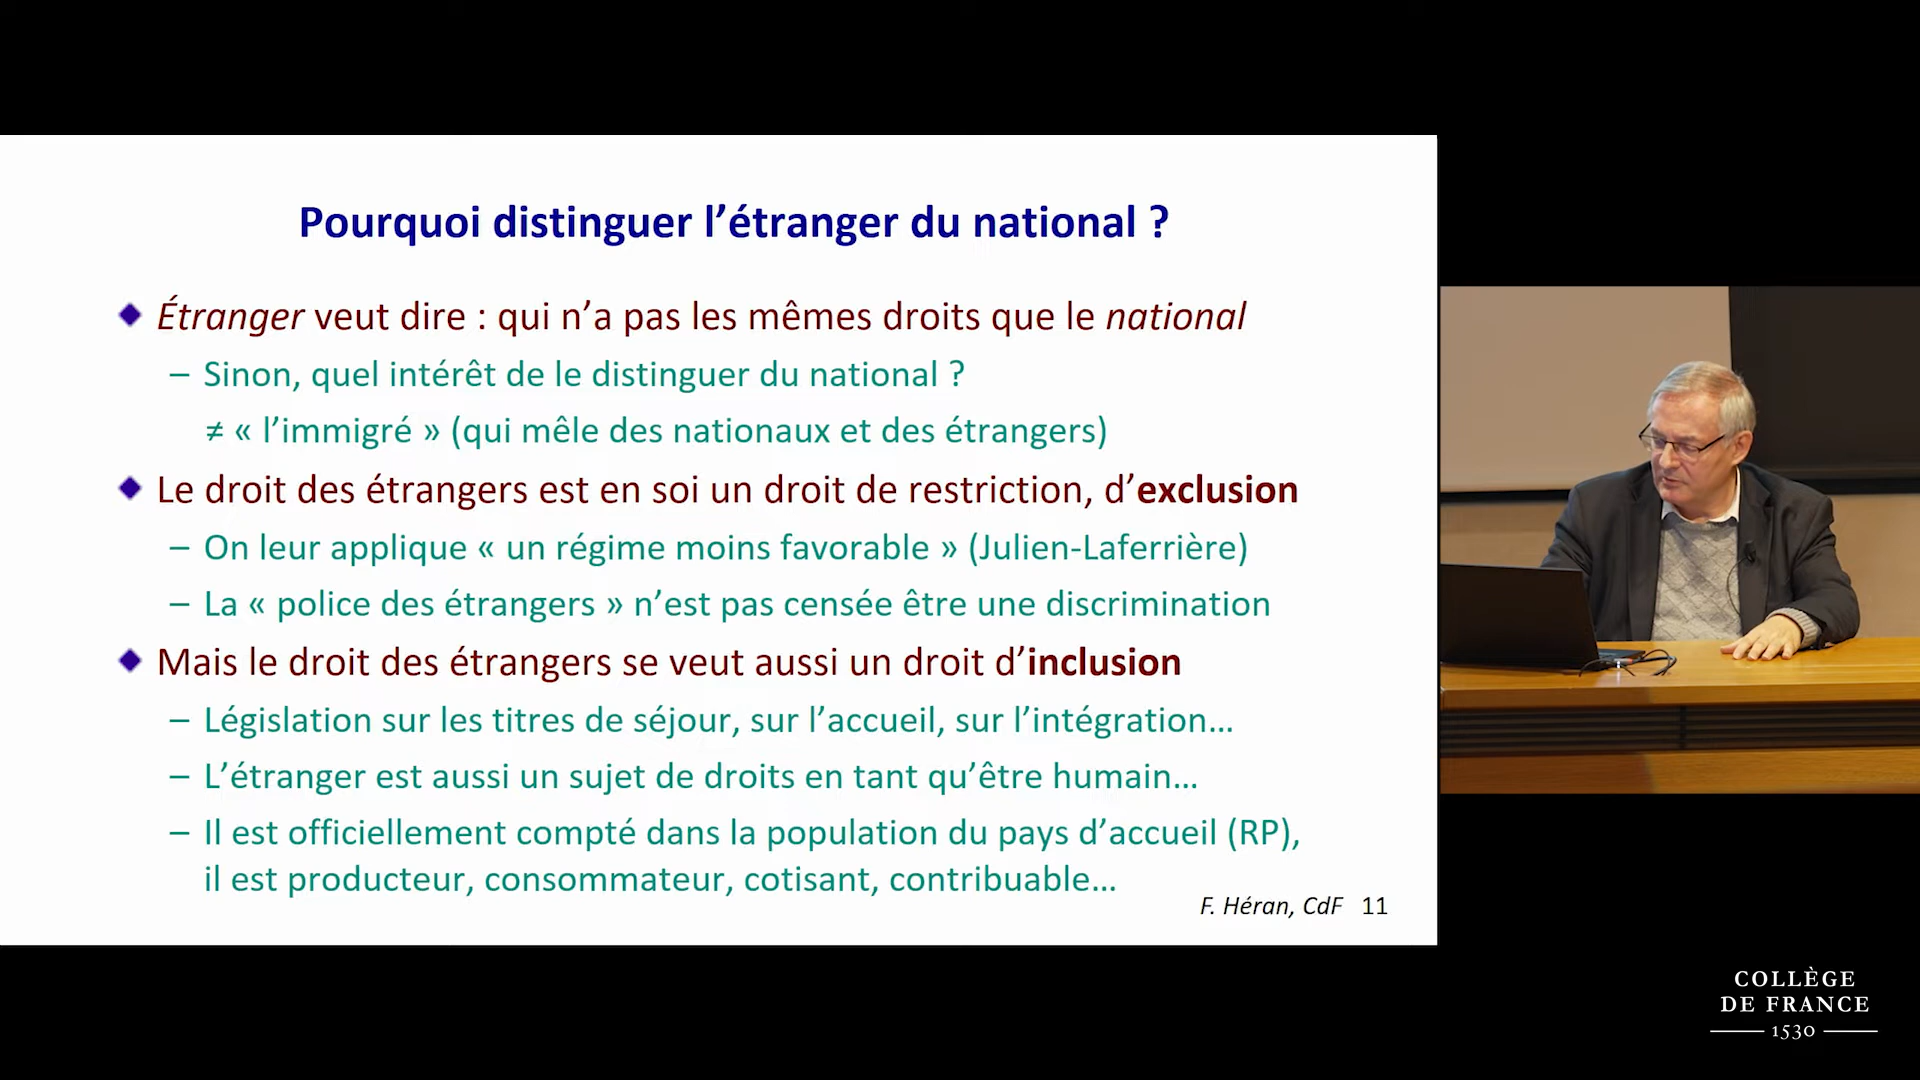 Pourquoi distinguer l’étranger du national ?
Étranger veut dire : qui n’a pas les mêmes droits que le national
– Sinon, quel intérêt de le distinguer du national ?
≠ « l’immigré » (qui mêle des nationaux et des étrangers)
Le droit des étrangers est en soi un droit de restriction, d’exclusion
– On leur applique « un régime moins favorable » (Julien-Laferrière)
– La « police des étrangers » n’est pas censée être une discrimination
Mais le droit des étrangers se veut aussi un droit d’inclusion
– Législation sur les titres de séjour, sur l’accueil, sur l’intégration…
– L’étranger est aussi un sujet de droits en tant qu’être humain…
– Il est officiellement compté dans la population du pays d’accueil (RP),
il est producteur, consommateur, cotisant, contribuable…
F. Héran, CdF 11
COLLÈGE
DE FRANCE
1530